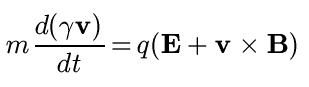 m d(γv)/dt = q(E + v × B)